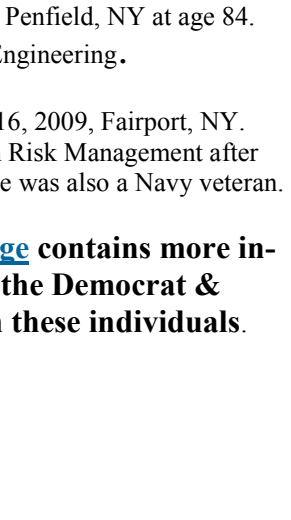 Penfield, NY at age 84.
Engineering.
16, 2009, Fairport, NY.
Risk Management after
e was also a Navy veteran.
ge contains more in-
the Democrat &
these individuals.